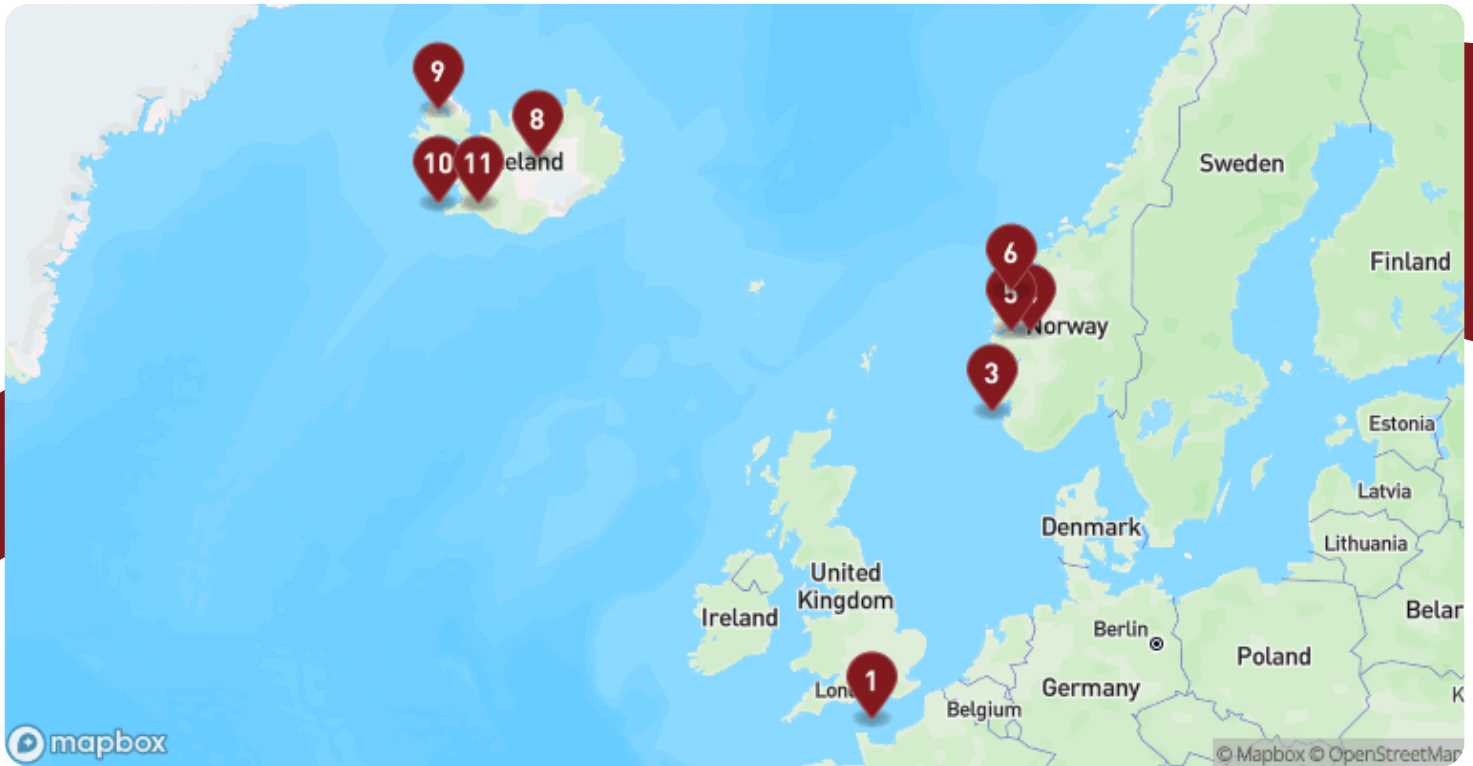 9
8
10
11
eland
Sweden
6
Finland
5
Norway
3
Estonia
Latvia
Denmark
Lithuania
United
Kingdom
Ireland
Belar
Berlin
Poland
1
Lon
Germany
Belgium
K
mapbox
© Mapbox © OpenStreetMap